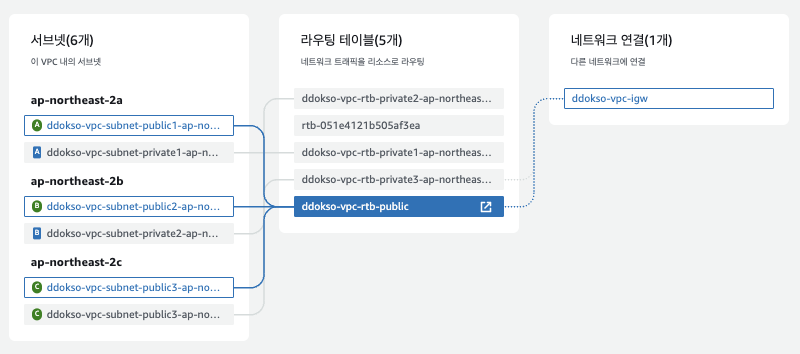 서브넷(6개)
이 VPC 내의 서브넷
ap-northeast-2a
A ddokso-vpc-subnet-public1-ap-no...
A ddokso-vpc-subnet-private1-ap-n...
ap-northeast-2b
B ddokso-vpc-subnet-public2-ap-no...
B ddokso-vpc-subnet-private2-ap-n...
ap-northeast-2c
C ddokso-vpc-subnet-public3-ap-no...
C ddokso-vpc-subnet-public3-ap-no...
라우팅 테이블(5개)
네트워크 트래픽을 리소스로 라우팅
ddokso-vpc-rtb-private2-ap-northeas...
rtb-051e4121b505af3ea
ddokso-vpc-rtb-private1-ap-northeas...
ddokso-vpc-rtb-private3-ap-northeas...
ddokso-vpc-rtb-public
네트워크 연결(1개)
다른 네트워크에 연결
ddokso-vpc-igw